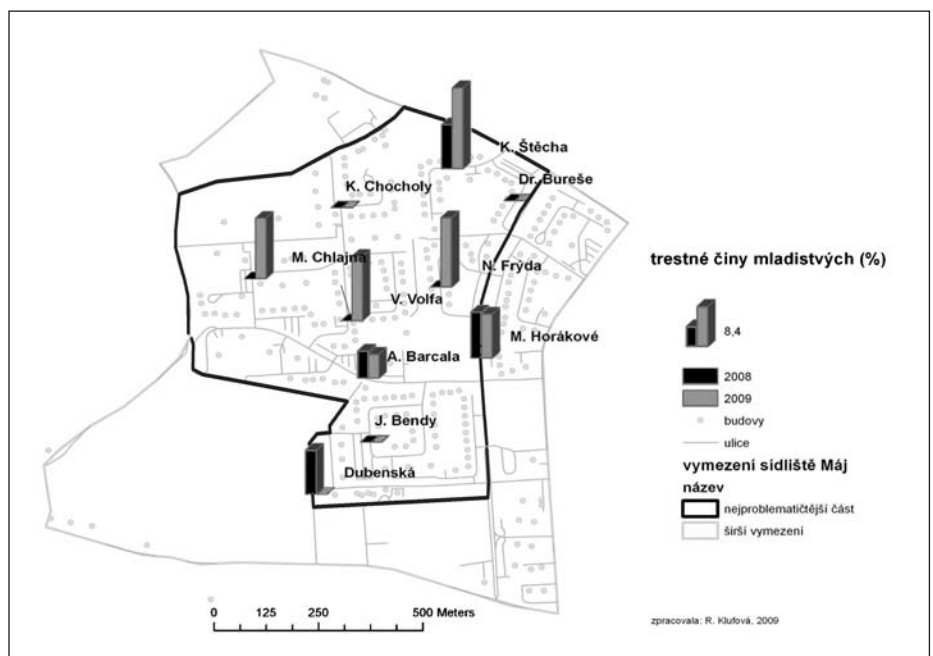 K. Štěcha
Dr. Bureše
K. Chocholy
M. Chlajna
N. Frýda
V. Volfa
M. Horákové
A. Barcala
J. Bendy
Dubenská
0 125 250 500 Meters
trestné činy mladistvých (%)
8,4
2008
2009
budovy
ulice
vymezení sídliště Máj
název
nejproblematičtější část
širší vymezení
zpracovala: R. Klufová, 2009